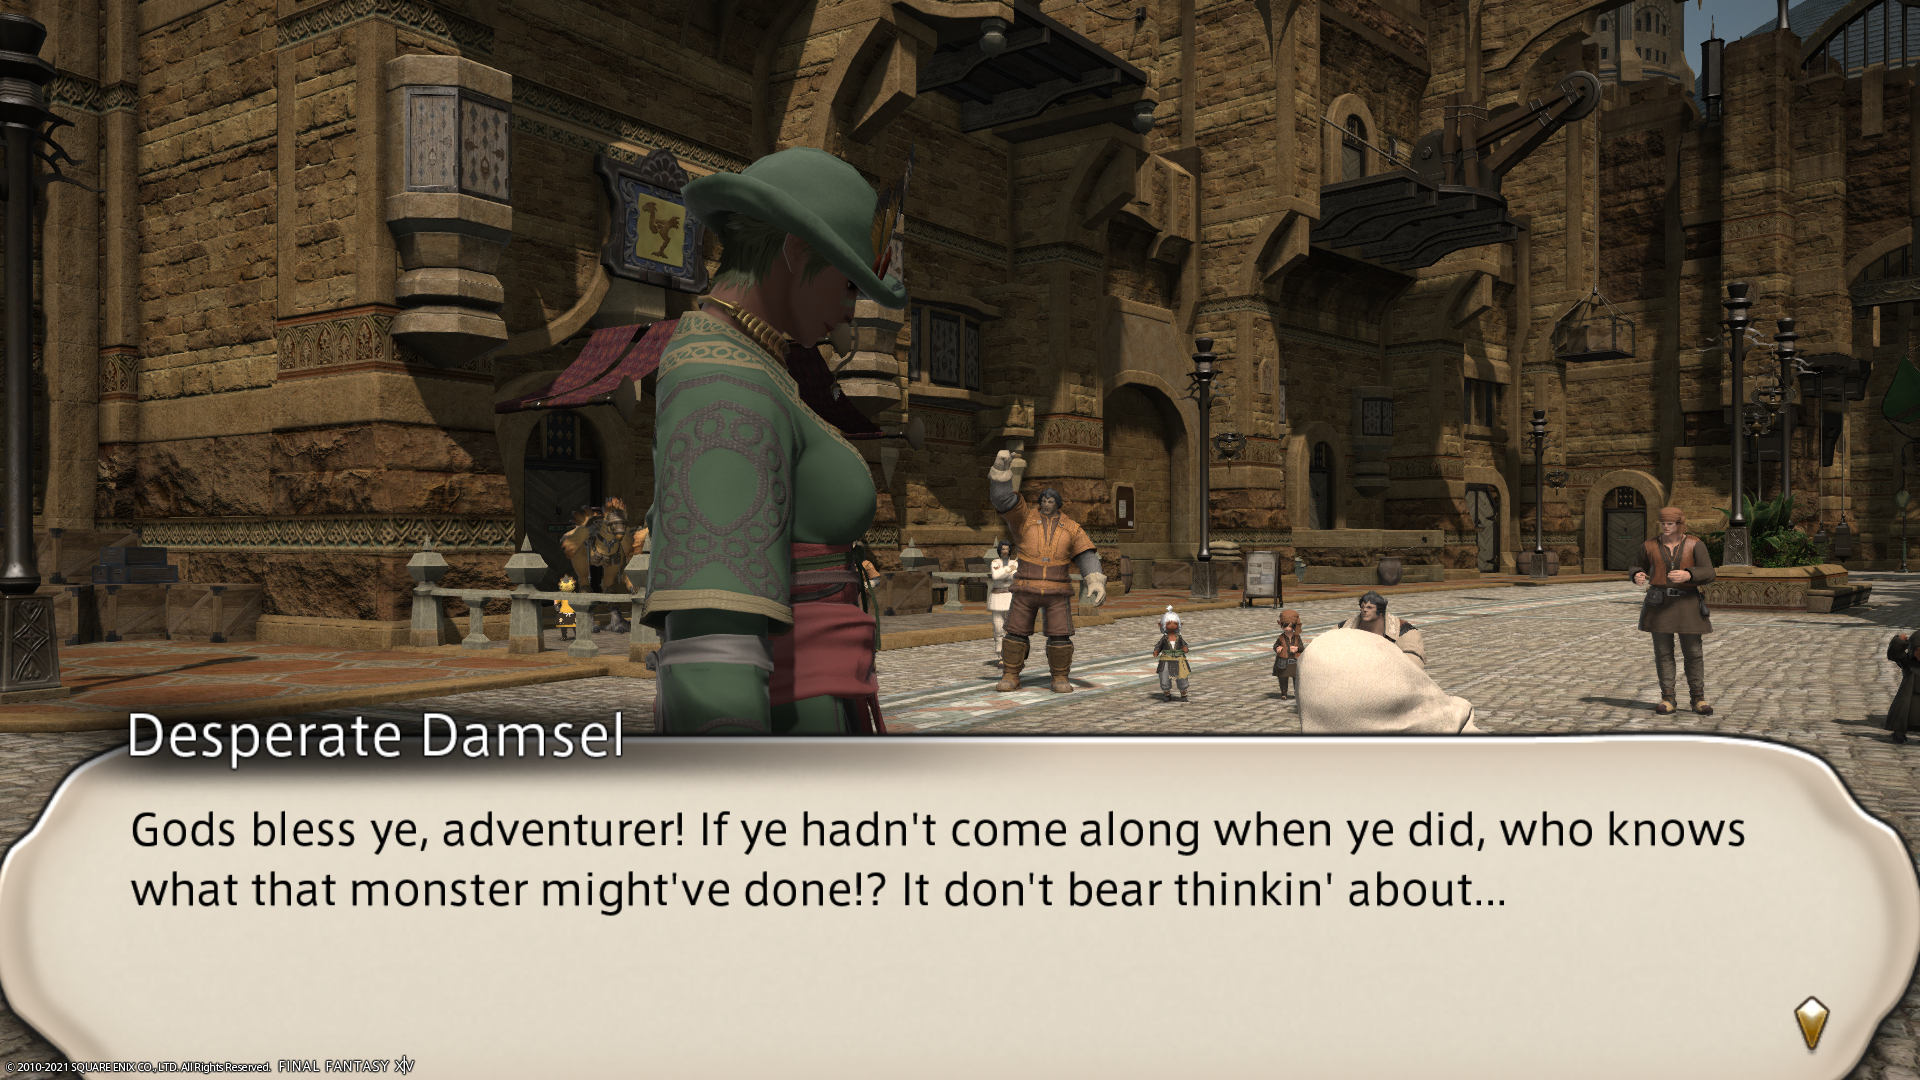 Desperate Damsel
Gods bless ye, adventurer! If ye hadn't come along when ye did, who knows
what that monster might've done!? It don't bear thinkin' about...
© 2010-2021 SQUARE ENIX CO., LTD. All Rights Reserved. FINAL FANTASY XIV